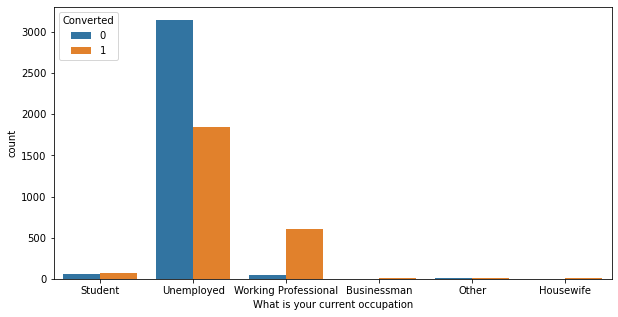 Converted
0
1
3000
2500
2000
1500
1000
500
0
count
Student Unemployed Working Professional Businessman Other Housewife
What is your current occupation